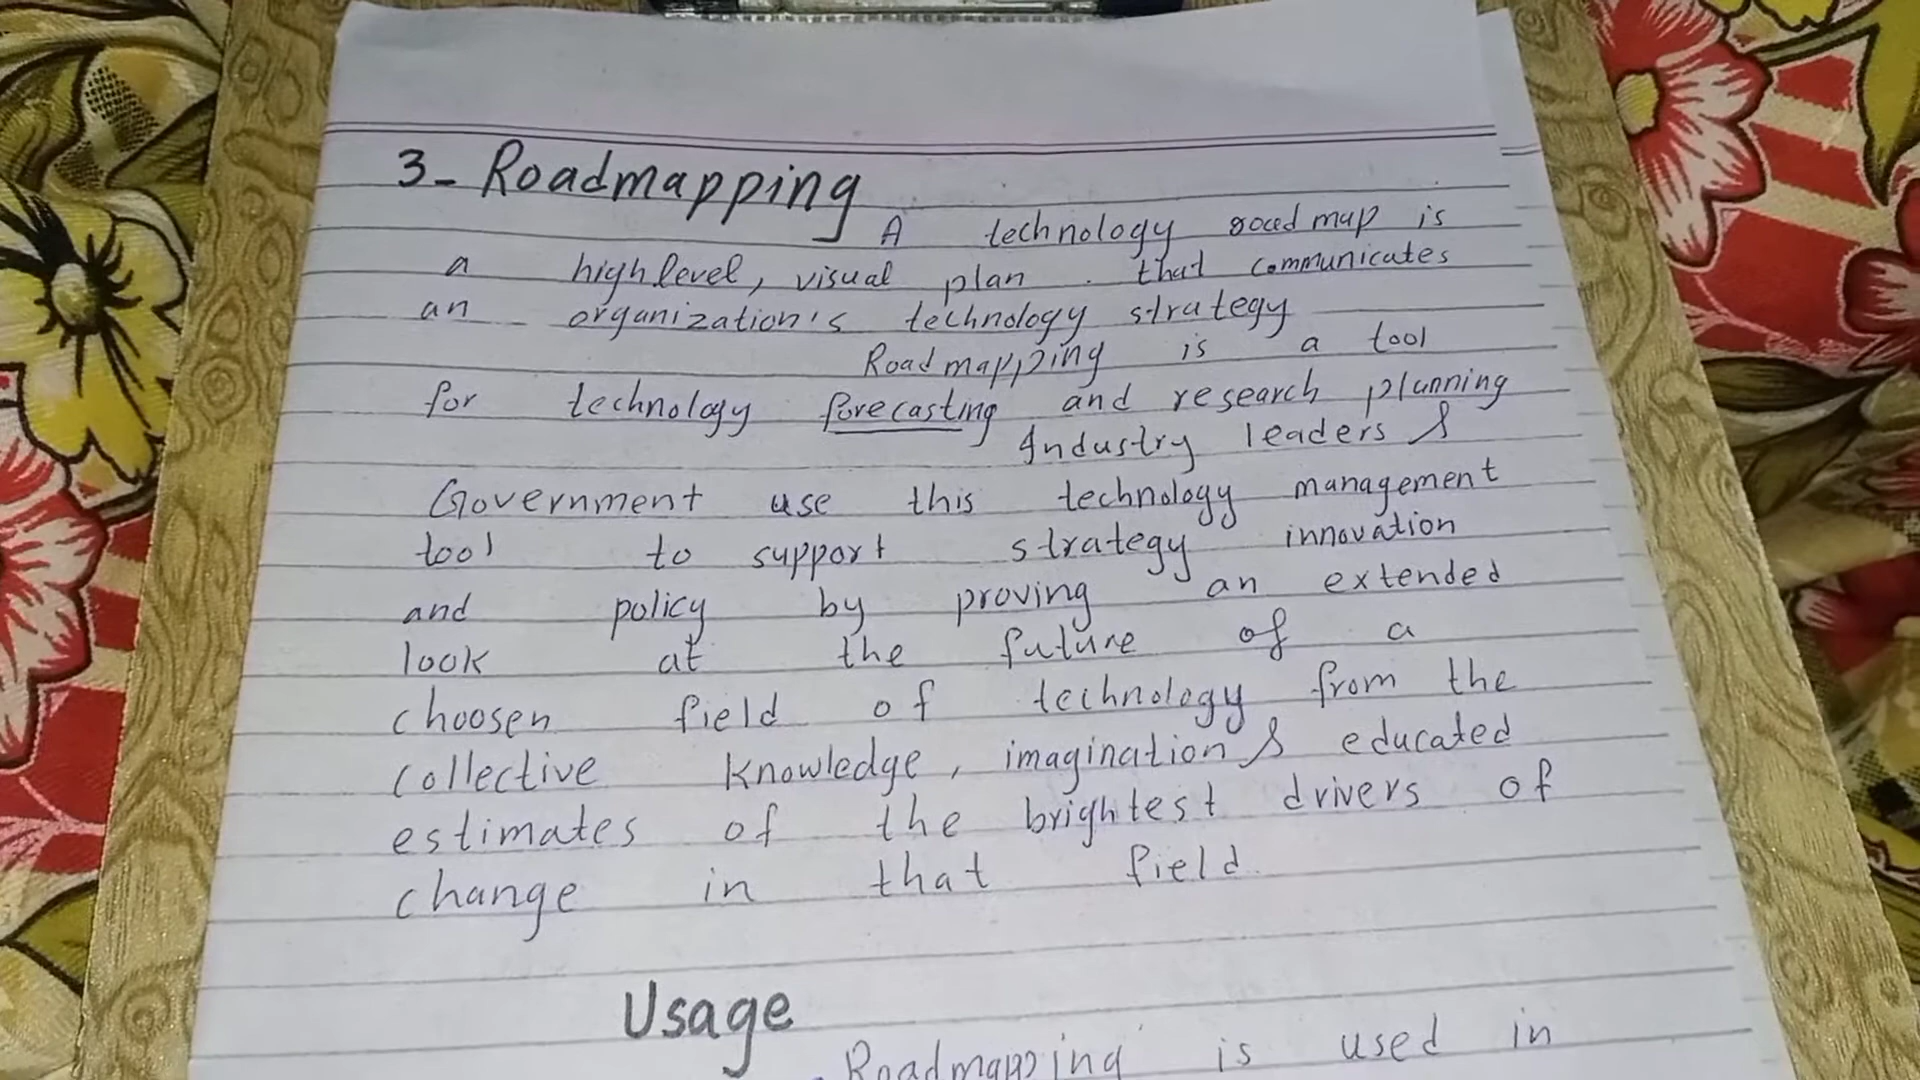 3- Roadmapping
A technology roadmap is
a high level, visual plan that communicates
an organization's technology strategy
Roadmapping is a tool
for technology forecasting and research planning
Industry leaders &
Government use this technology management
tool to support strategy innovation
and policy by proving an extended
look at the future of a
choosen field of technology from the
collective knowledge, imagination & educated
estimates of the brightest drivers of
change in that field
Usage
Roadmapping is used in